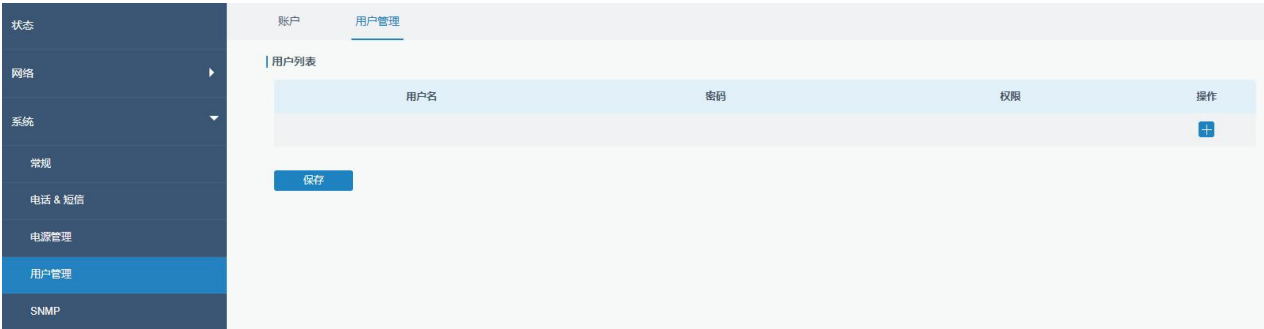 状态
网络
系统
常规
电话 & 短信
电源管理
用户管理
SNMP
账户 用户管理
用户列表
用户名 密码 权限 操作
保存